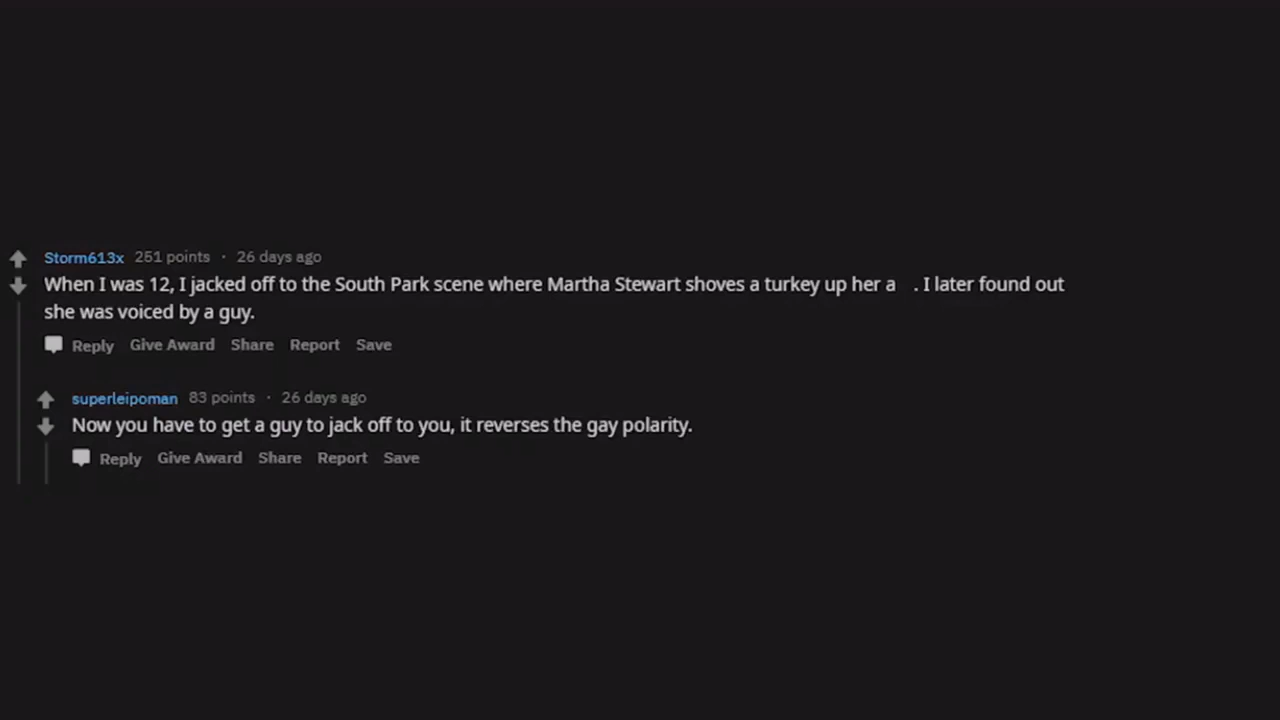 Storm613x 251 points · 26 days ago
When I was 12, I jacked off to the South Park scene where Martha Stewart shoves a turkey up her a . I later found out
she was voiced by a guy.
Reply Give Award Share Report Save
superleipoman 83 points · 26 days ago
Now you have to get a guy to jack off to you, it reverses the gay polarity.
Reply Give Award Share Report Save